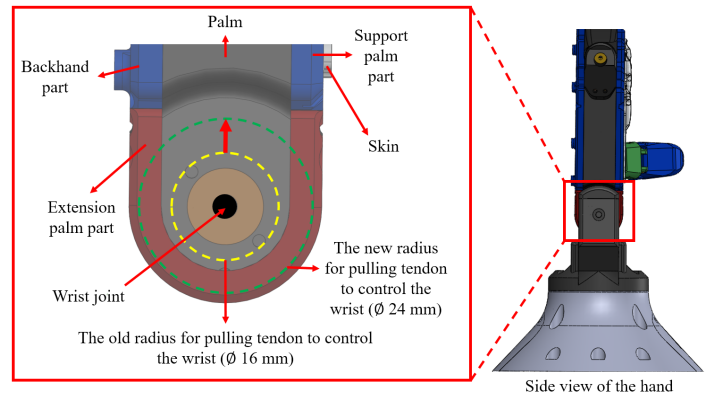 Palm
Support
palm
part
Backhand
part
Skin
Extension
palm part
The new radius
for pulling tendon
to control the
wrist (Ø 24 mm)
Wrist joint
The old radius for pulling tendon to control
the wrist (Ø 16 mm)
Side view of the hand